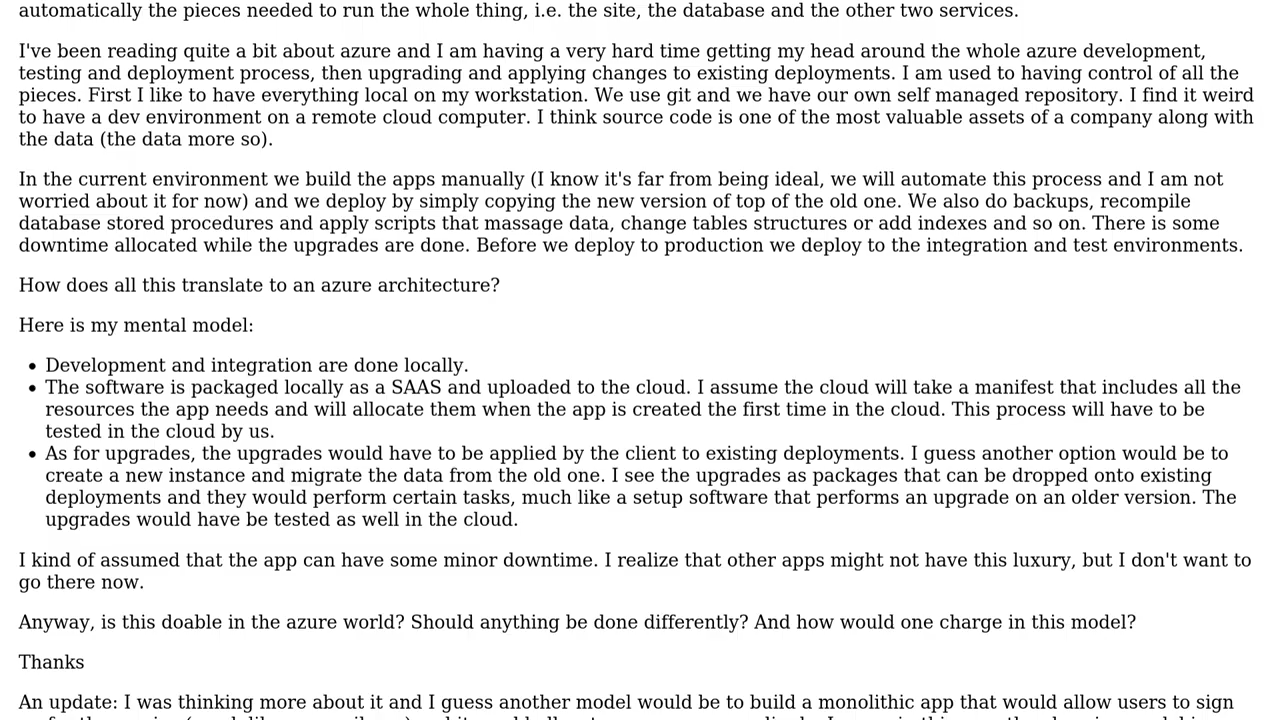 automatically the pieces needed to run the whole thing, i.e. the site, the database and the other two services.
I've been reading quite a bit about azure and I am having a very hard time getting my head around the whole azure development,
testing and deployment process, then upgrading and applying changes to existing deployments. I am used to having control of all the
pieces. First I like to have everything local on my workstation. We use git and we have our own self managed repository. I find it weird
to have a dev environment on a remote cloud computer. I think source code is one of the most valuable assets of a company along with
the data (the data more so).
In the current environment we build the apps manually (I know it's far from being ideal, we will automate this process and I am not
worried about it for now) and we deploy by simply copying the new version of top of the old one. We also do backups, recompile
database stored procedures and apply scripts that massage data, change tables structures or add indexes and so on. There is some
downtime allocated while the upgrades are done. Before we deploy to production we deploy to the integration and test environments.
How does all this translate to an azure architecture?
Here is my mental model:
• Development and integration are done locally.
• The software is packaged locally as a SAAS and uploaded to the cloud. I assume the cloud will take a manifest that includes all the
resources the app needs and will allocate them when the app is created the first time in the cloud. This process will have to be
tested in the cloud by us.
• As for upgrades, the upgrades would have to be applied by the client to existing deployments. I guess another option would be to
create a new instance and migrate the data from the old one. I see the upgrades as packages that can be dropped onto existing
deployments and they would perform certain tasks, much like a setup software that performs an upgrade on an older version. The
upgrades would have be tested as well in the cloud.
I kind of assumed that the app can have some minor downtime. I realize that other apps might not have this luxury, but I don't want to
go there now.
Anyway, is this doable in the azure world? Should anything be done differently? And how would one charge in this model?
Thanks
An update: I was thinking more about it and I guess another model would be to build a monolithic app that would allow users to sign